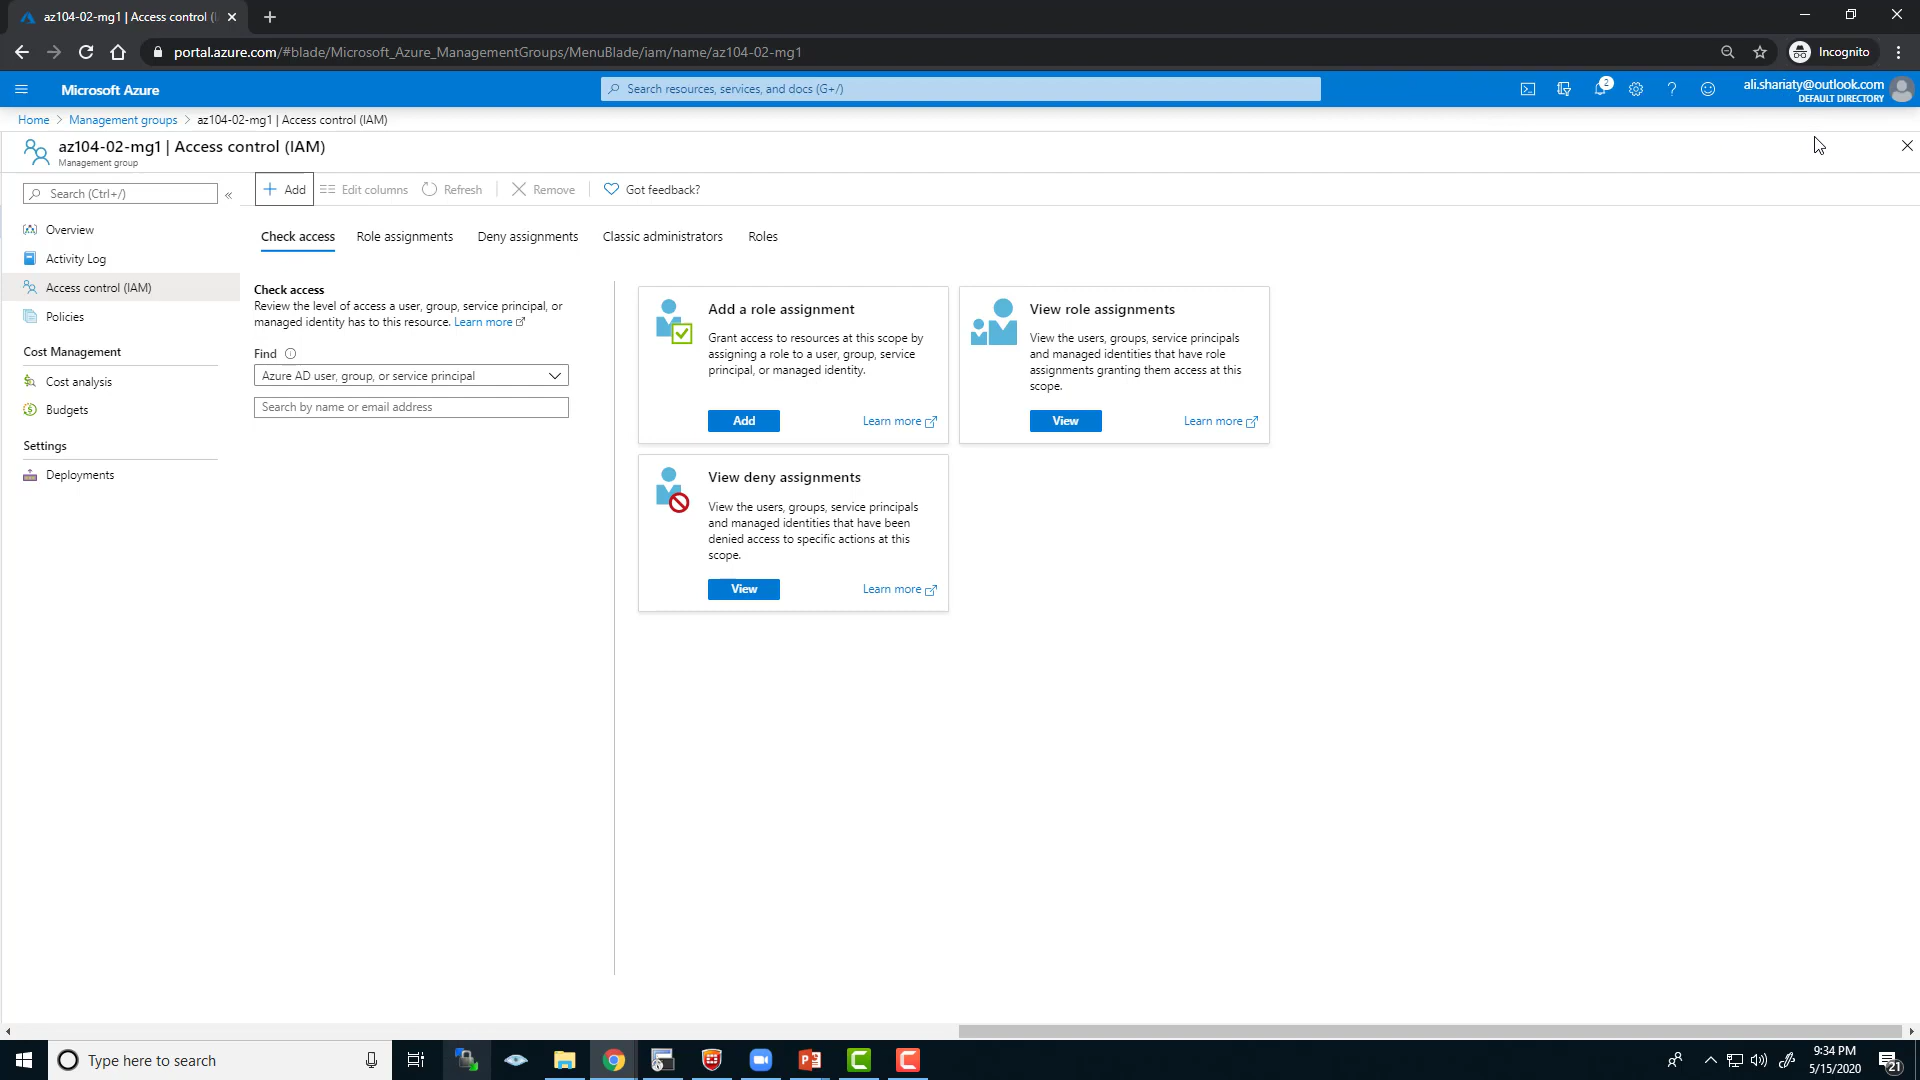 az104-02-mg1 | Access control (I
portal.azure.com/#blade/Microsoft_Azure_ManagementGroups/MenuBlade/iam/name/az104-02-mg1
Incognito
Microsoft Azure
Search resources, services, and docs (G+/)
2
ali.shariaty@outlook.com
DEFAULT DIRECTORY
Home > Management groups > az104-02-mg1 | Access control (IAM)
az104-02-mg1 | Access control (IAM)
Management group
Search (Ctrl+/)
«
Add
Edit columns
Refresh
Remove
Got feedback?
Overview
Activity Log
Access control (IAM)
Policies
Cost Management
Cost analysis
Budgets
Settings
Deployments
Check access
Role assignments
Deny assignments
Classic administrators
Roles
Check access
Review the level of access a user, group, service principal, or
managed identity has to this resource. Learn more
Find
Azure AD user, group, or service principal
Search by name or email address
Add a role assignment
Grant access to resources at this scope by
assigning a role to a user, group, service
principal, or managed identity.
Add
Learn more
View role assignments
View the users, groups, service principals
and managed identities that have role
assignments granting them access at this
scope.
View
Learn more
View deny assignments
View the users, groups, service principals
and managed identities that have been
denied access to specific actions at this
scope.
View
Learn more
Type here to search
9:34 PM
5/15/2020
21